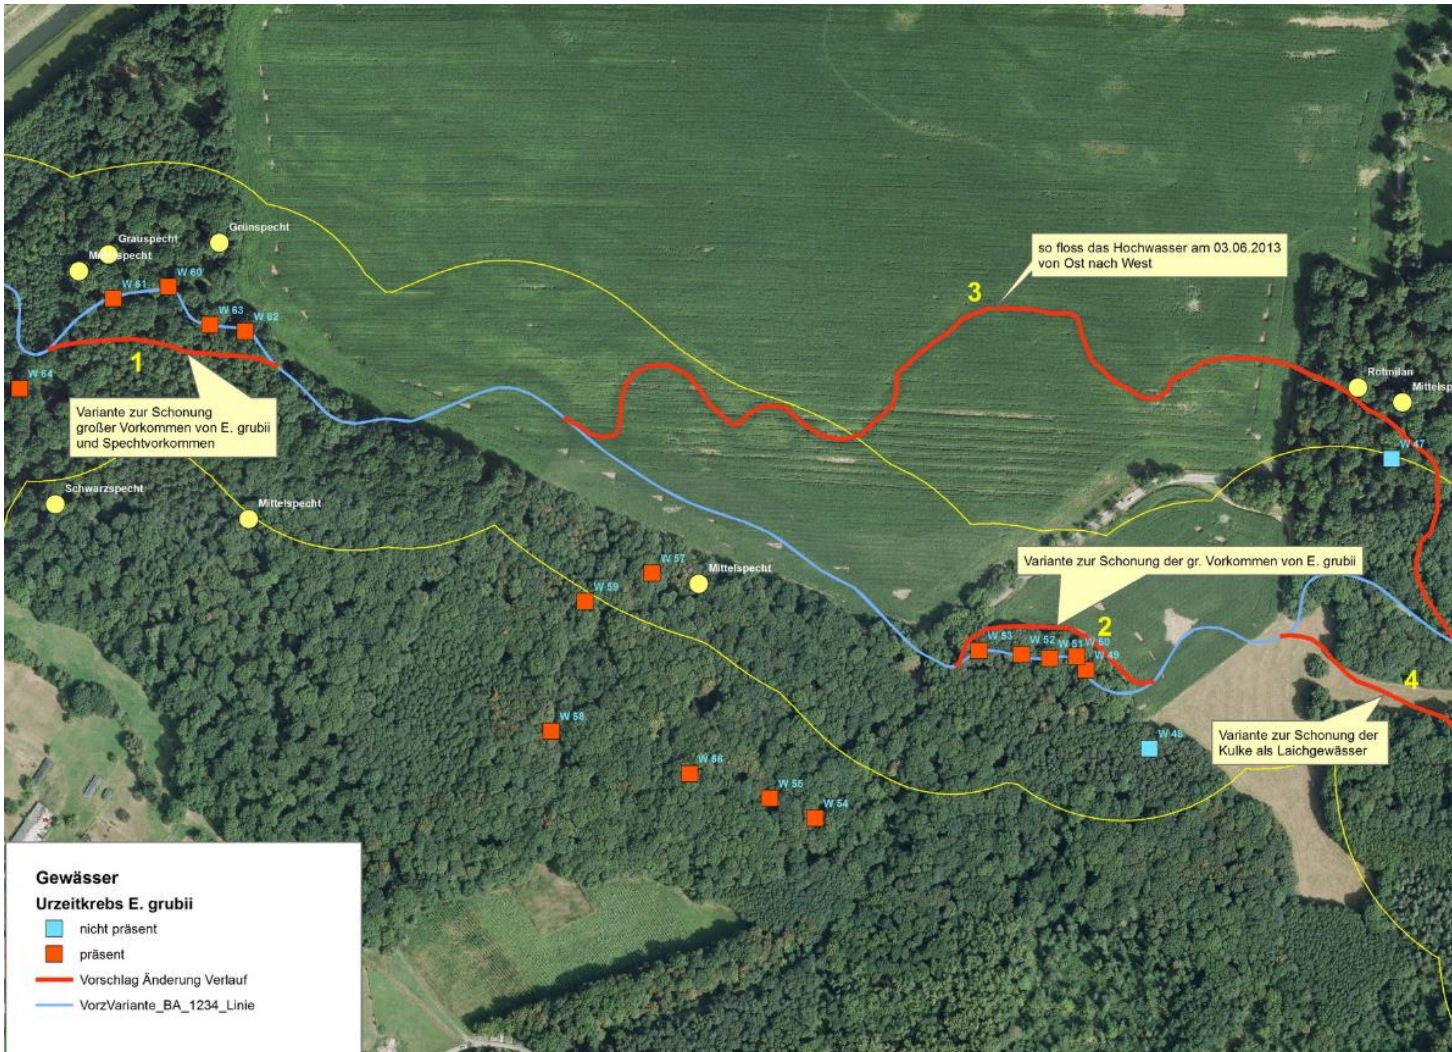 so floss das Hochwasser am 03.06.2013
von Ost nach West
3
Grünspecht
Grauspecht
Mittelspecht
W 60
W 61
W 63
W 62
1
W 64
Variante zur Schonung
großer Vorkommen von E. grubii
und Spechtvorkommen
Rotmilan
Mittelsp
W 47
Schwarzspecht
Mittelspecht
W 57
Mittelspecht
W 59
Variante zur Schonung der gr. Vorkommen von E. grubii
2
W 53
W 52
W 51
W 50
W 49
4
W 58
W 48
Variante zur Schonung der
Kulke als Laichgewässer
W 56
W 55
W 54
Gewässer
Urzeitkrebs E. grubii
nicht präsent
präsent
Vorschlag Änderung Verlauf
VorzVariante_BA_1234_Linie